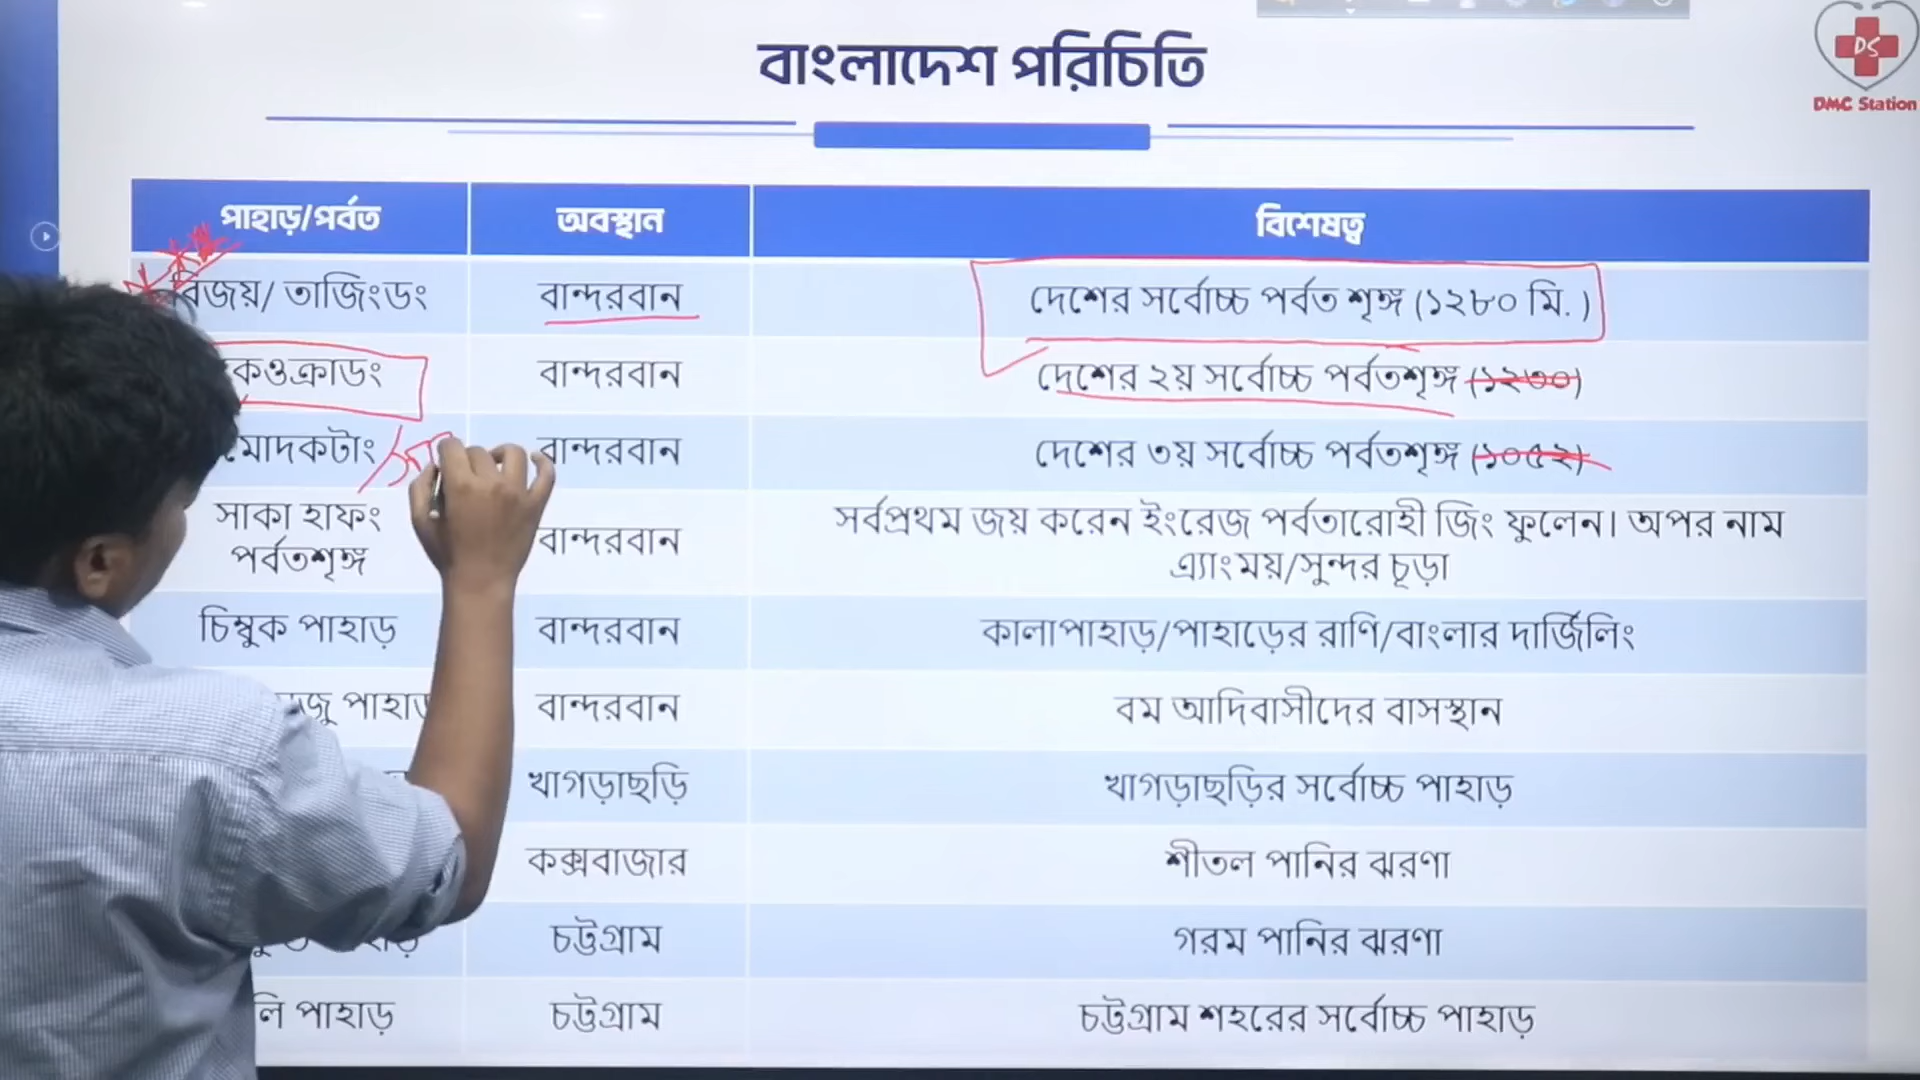 বাংলাদেশ পরিচিতি
DS
DMC Station
পাহাড়/পর্বত অবস্থান বিশেষত্ব
বিজয়/ তাজিংডং বান্দরবান দেশের সর্বোচ্চ পর্বত শৃঙ্গ (১২৮০ মি. )
কেওক্রাডং বান্দরবান দেশের ২য় সর্বোচ্চ পর্বতশৃঙ্গ (১২৩০)
মোদকটাং বান্দরবান দেশের ৩য় সর্বোচ্চ পর্বতশৃঙ্গ (১০৫২)
সাকা হাফং
পর্বতশৃঙ্গ
বান্দরবান
সর্বপ্রথম জয় করেন ইংরেজ পর্বতারোহী জিং ফুলেন। অপর নাম
এ্যাংময়/সুন্দর চূড়া
চিম্বুক পাহাড় বান্দরবান কালাপাহাড়/পাহাড়ের রাণি/বাংলার দার্জিলিং
পাহাড় বান্দরবান বম আদিবাসীদের বাসস্থান
খাগড়াছড়ি খাগড়াছড়ির সর্বোচ্চ পাহাড়
কক্সবাজার শীতল পানির ঝরণা
চট্টগ্রাম গরম পানির ঝরণা
পাহাড় চট্টগ্রাম চট্টগ্রাম শহরের সর্বোচ্চ পাহাড়